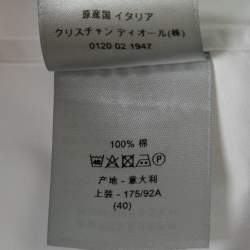 原産国 イタリア
クリスチャン ディオール(株)
0120 02 1947
100% 棉
产地 - 意大利
上装 - 175/92A
(40)